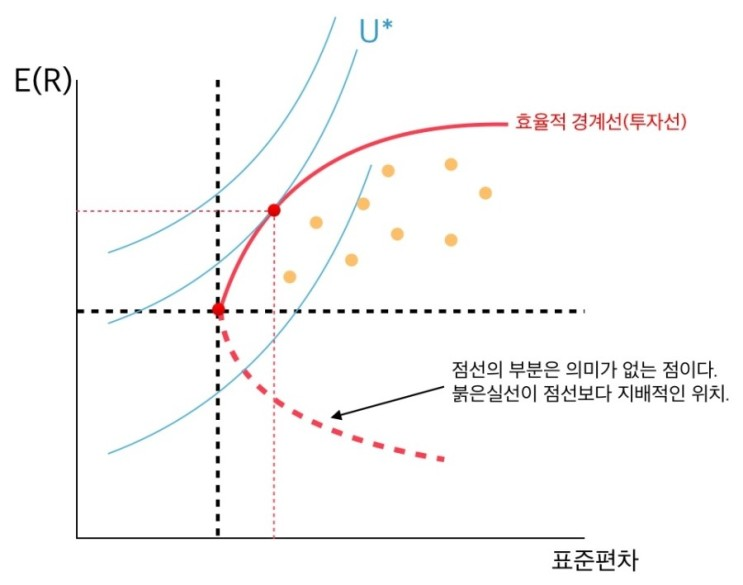 U*
E(R)
효율적 경계선(투자선)
점선의 부분은 의미가 없는 점이다.
붉은실선이 점선보다 지배적인 위치.
표준편차